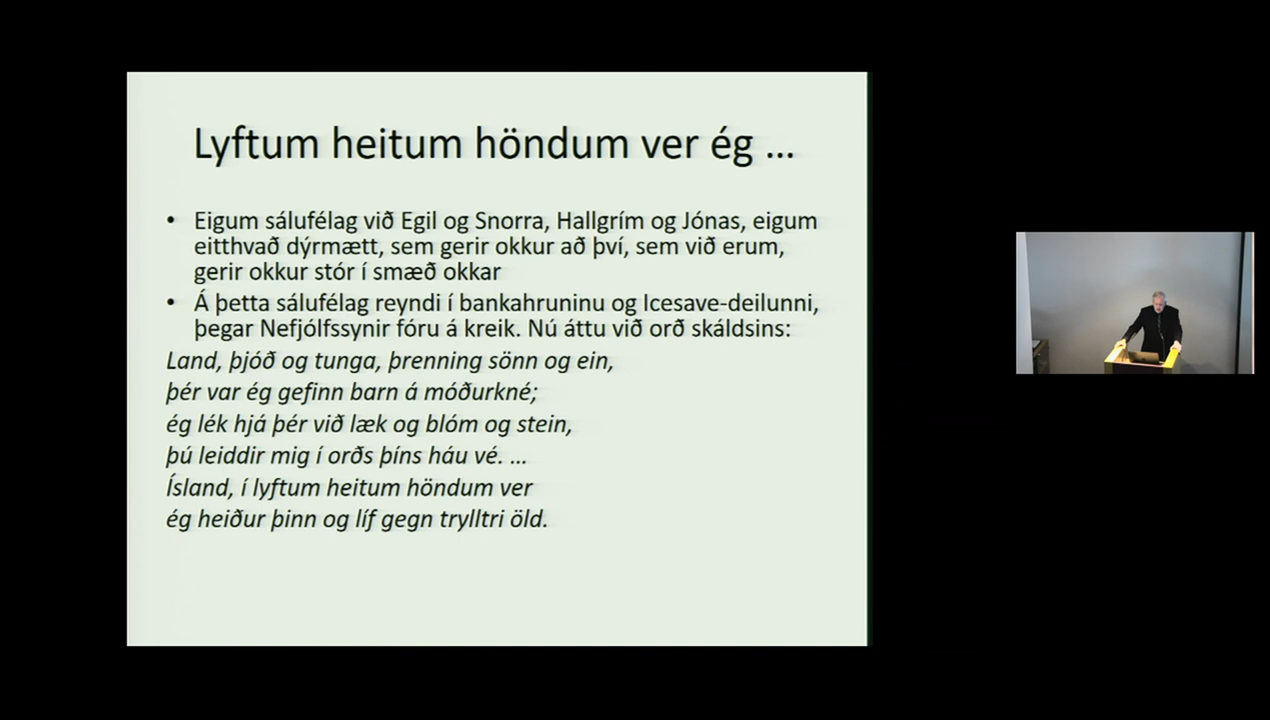 Lyftum heitum höndum ver ég ...
• Eigum sálufélag við Egil og Snorra, Hallgrím og Jónas, eigum
eitthvað dýrmætt, sem gerir okkur að því, sem við erum,
gerir okkur stór í smæð okkar
• Á þetta sálufélag reyndi í bankahruninu og Icesave-deilunni,
þegar Nefjólfssynir fóru á kreik. Nú áttu við orð skáldsins:
Land, þjóð og tunga, þrenning sönn og ein,
þér var ég gefinn barn á móðurkné;
ég lék hjá þér við læk og blóm og stein,
þú leiddir mig í orðs þíns háu vé. ...
Ísland, í lyftum heitum höndum ver
ég heiður þinn og líf gegn trylltri öld.